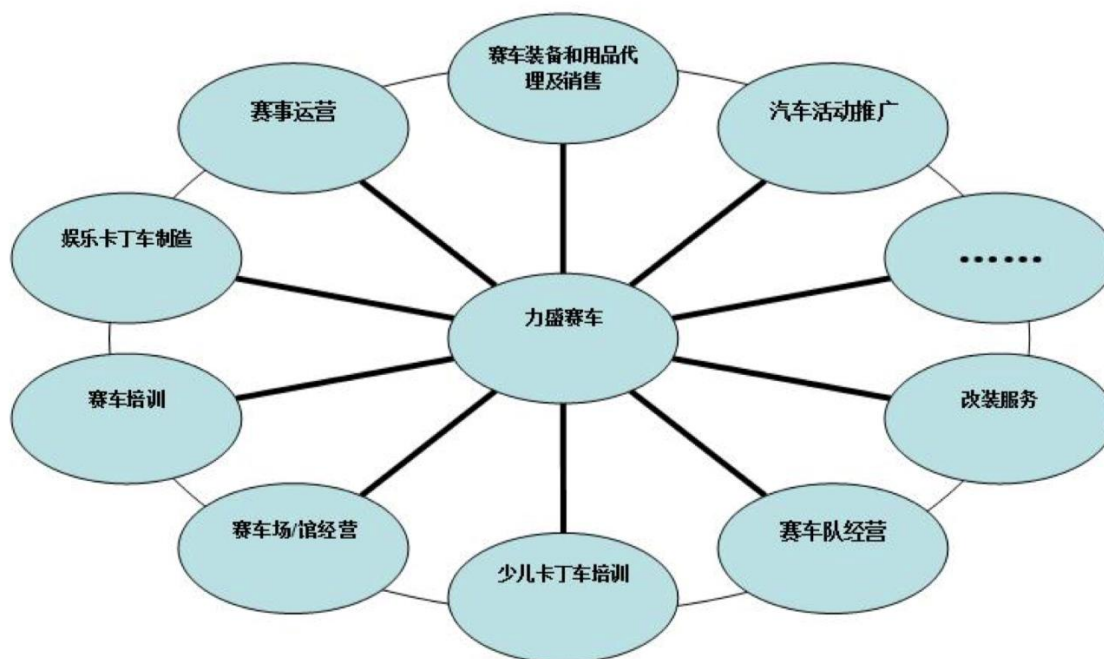 赛车装备和用品代
理及销售
赛事运营
汽车活动推广
娱乐卡丁车制造
……
力盛赛车
赛车培训
改装服务
赛车场/馆经营
赛车队经营
少儿卡丁车培训